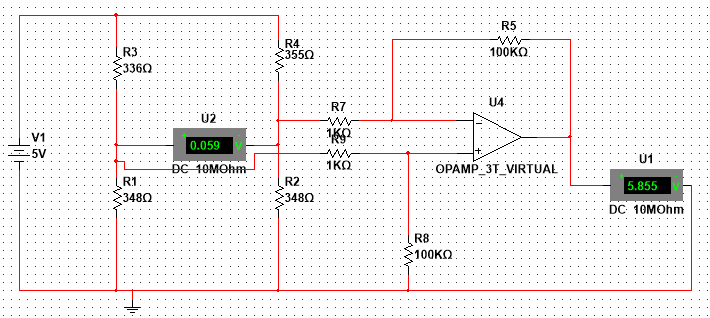 R5
100KΩ
R3
336Ω
R4
355Ω
U2
+
0.059
V
DC 10MOhm
R7
1KΩ
R9
1KΩ
U4
OPAMP_3T_VIRTUAL
V1
5V
R1
348Ω
R2
348Ω
U1
+
5.855
V
DC 10MOhm
R8
100KΩ